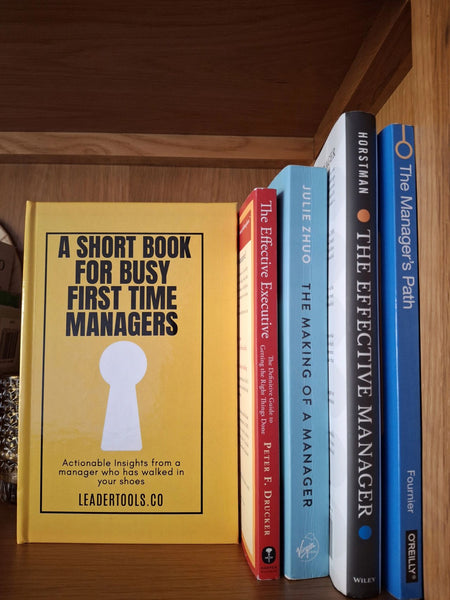 A SHORT BOOK
FOR BUSY
FIRST TIME
MANAGERS
Actionable Insights from a
manager who has walked in
your shoes
LEADERTOOLS.CO
The Effective Executive
The Definitive Guide to
Getting the Right Things Done
PETER F. DRUCKER
JULIE ZHUO
THE MAKING OF A MANAGER
Virgin
HORSTMAN
THE EFFECTIVE MANAGER
WILEY
The Manager's Path
Fournier
O'REILLY®